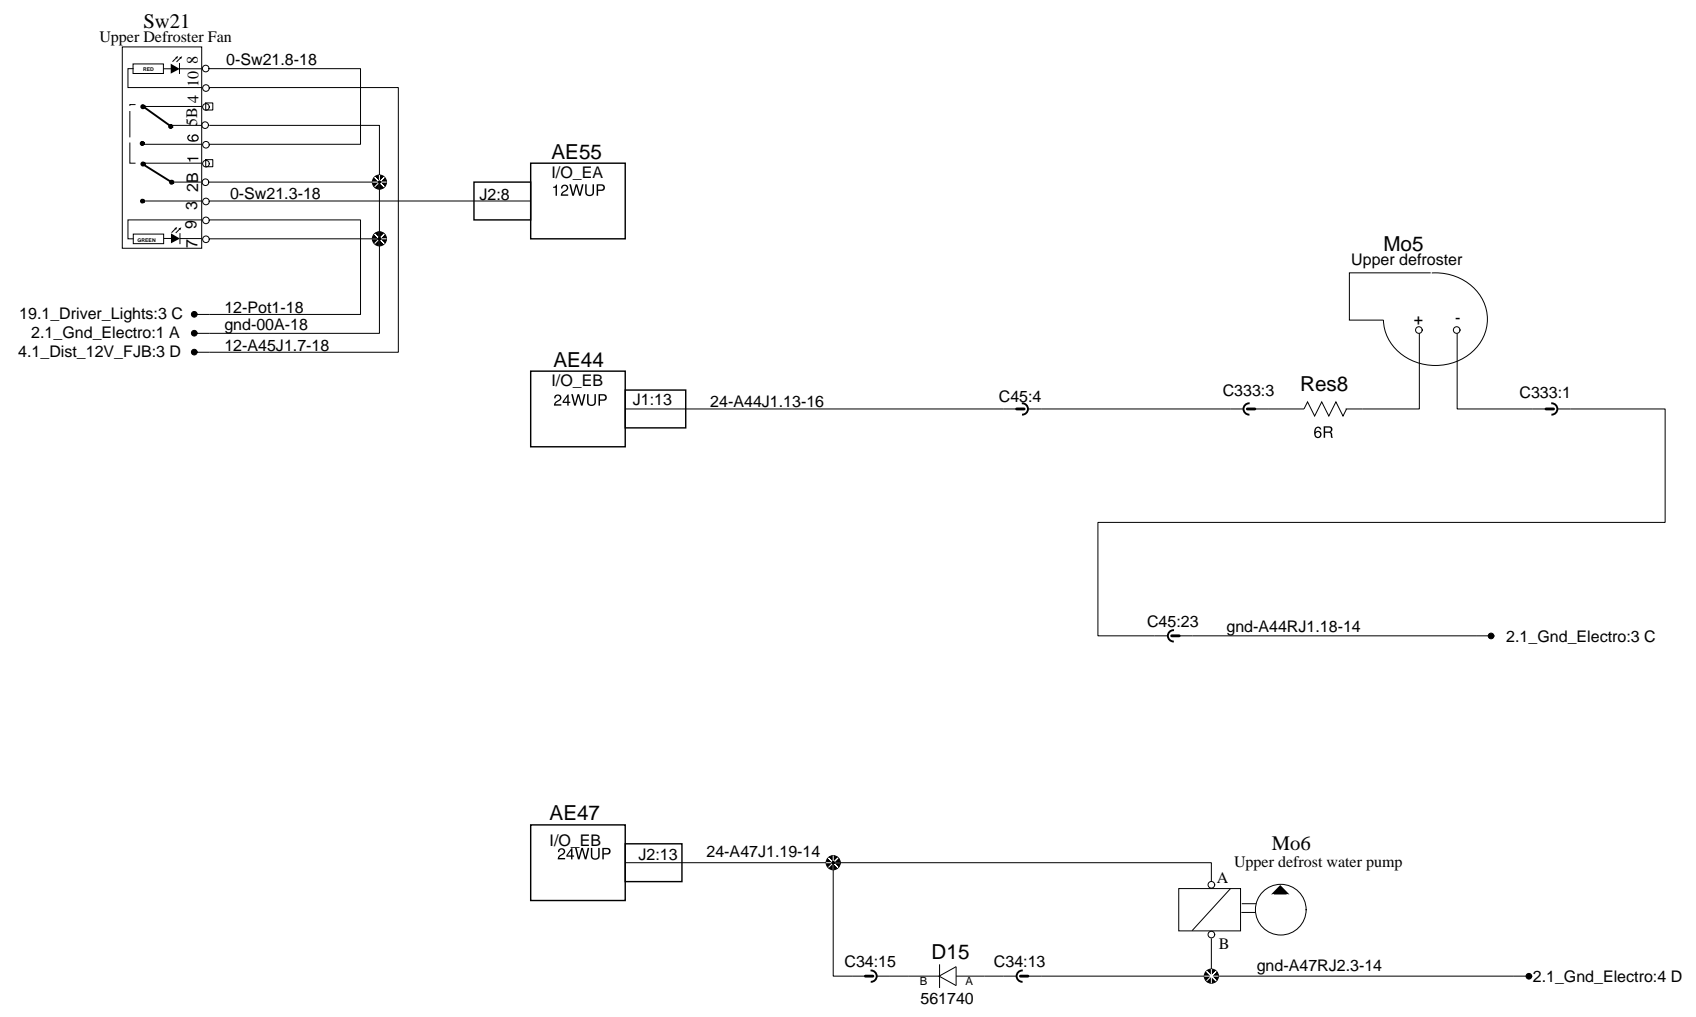 Sw21
Upper Defroster Fan
RED
8
0-Sw21.8-18
10
4
5B
6
1
2B
3
0-Sw21.3-18
9
GREEN
7
19.1_Driver_Lights:3 C
12-Pot1-18
2.1_Gnd_Electro:1 A
gnd-00A-18
4.1_Dist_12V_FJB:3 D
12-A45J1.7-18
AE55
I/O_EA
12WUP
J2:8
Mo5
Upper defroster
+ -
AE44
I/O_EB
24WUP
J1:13
24-A44J1.13-16
C45:4
C333:3
Res8
6R
C333:1
C45:23
gnd-A44RJ1.18-14
2.1_Gnd_Electro:3 C
AE47
I/O_EB
24WUP
J2:13
24-A47J1.19-14
Mo6
Upper defrost water pump
A
B
C34:15
D15
B A
561740
C34:13
gnd-A47RJ2.3-14
2.1_Gnd_Electro:4 D